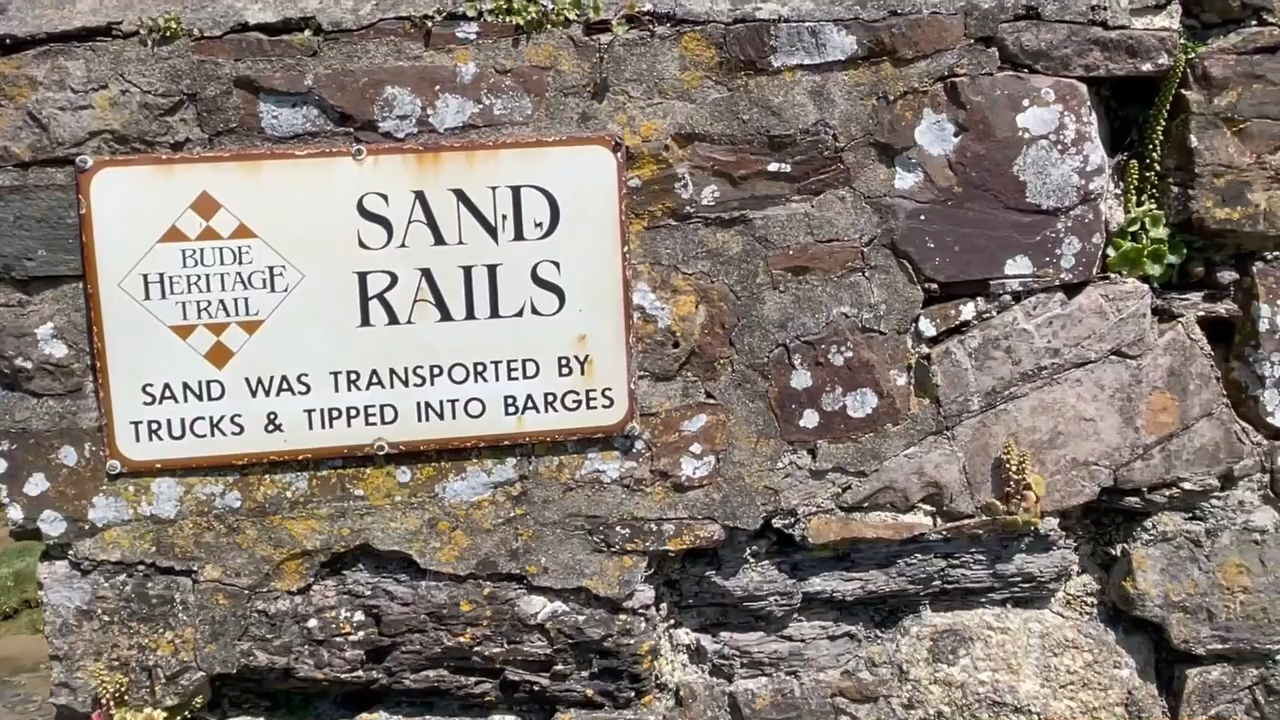 BUDE
HERITAGE
TRAIL
SAND
RAILS
SAND WAS TRANSPORTED BY
TRUCKS & TIPPED INTO BARGES